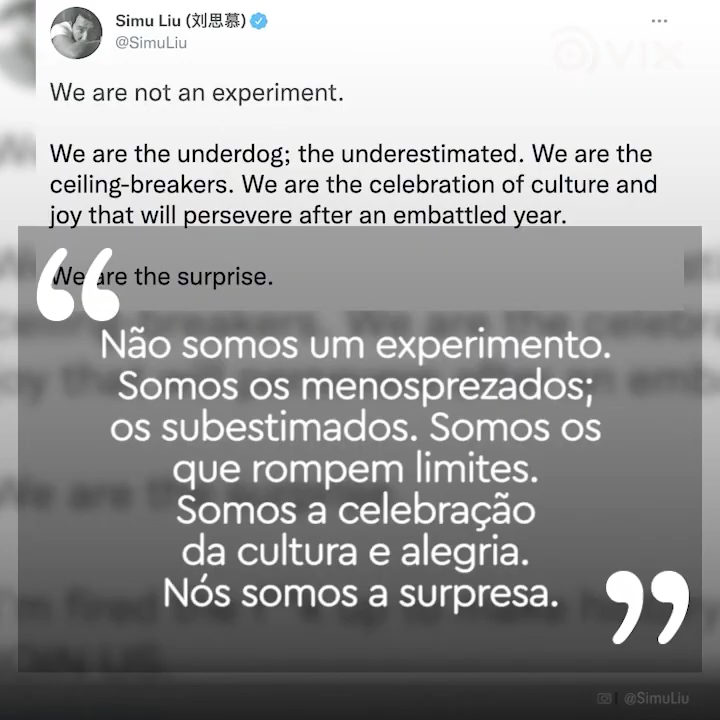 Simu Liu (刘思慕)
@SimuLiu
VIX
We are not an experiment.
We are the underdog; the underestimated. We are the
ceiling-breakers. We are the celebration of culture and
joy that will persevere after an embattled year.
We are the surprise.
“
Não somos um experimento.
Somos os menosprezados;
os subestimados. Somos os
que rompem limites.
Somos a celebração
da cultura e alegria.
Nós somos a surpresa.
”
| @SimuLiu